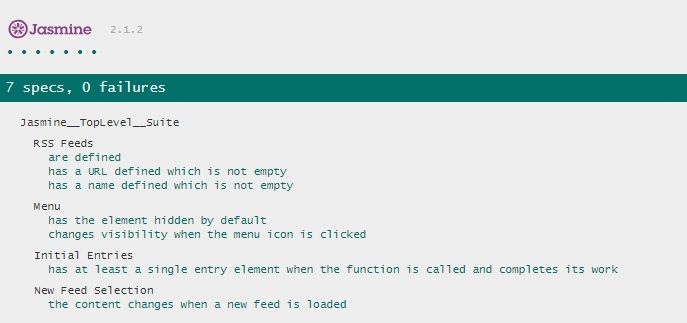 Jasmine 2.1.2
7 specs, 0 failures
Jasmine__TopLevel__Suite
RSS Feeds
are defined
has a URL defined which is not empty
has a name defined which is not empty
Menu
has the element hidden by default
changes visibility when the menu icon is clicked
Initial Entries
has at least a single entry element when the function is called and completes its work
New Feed Selection
the content changes when a new feed is loaded